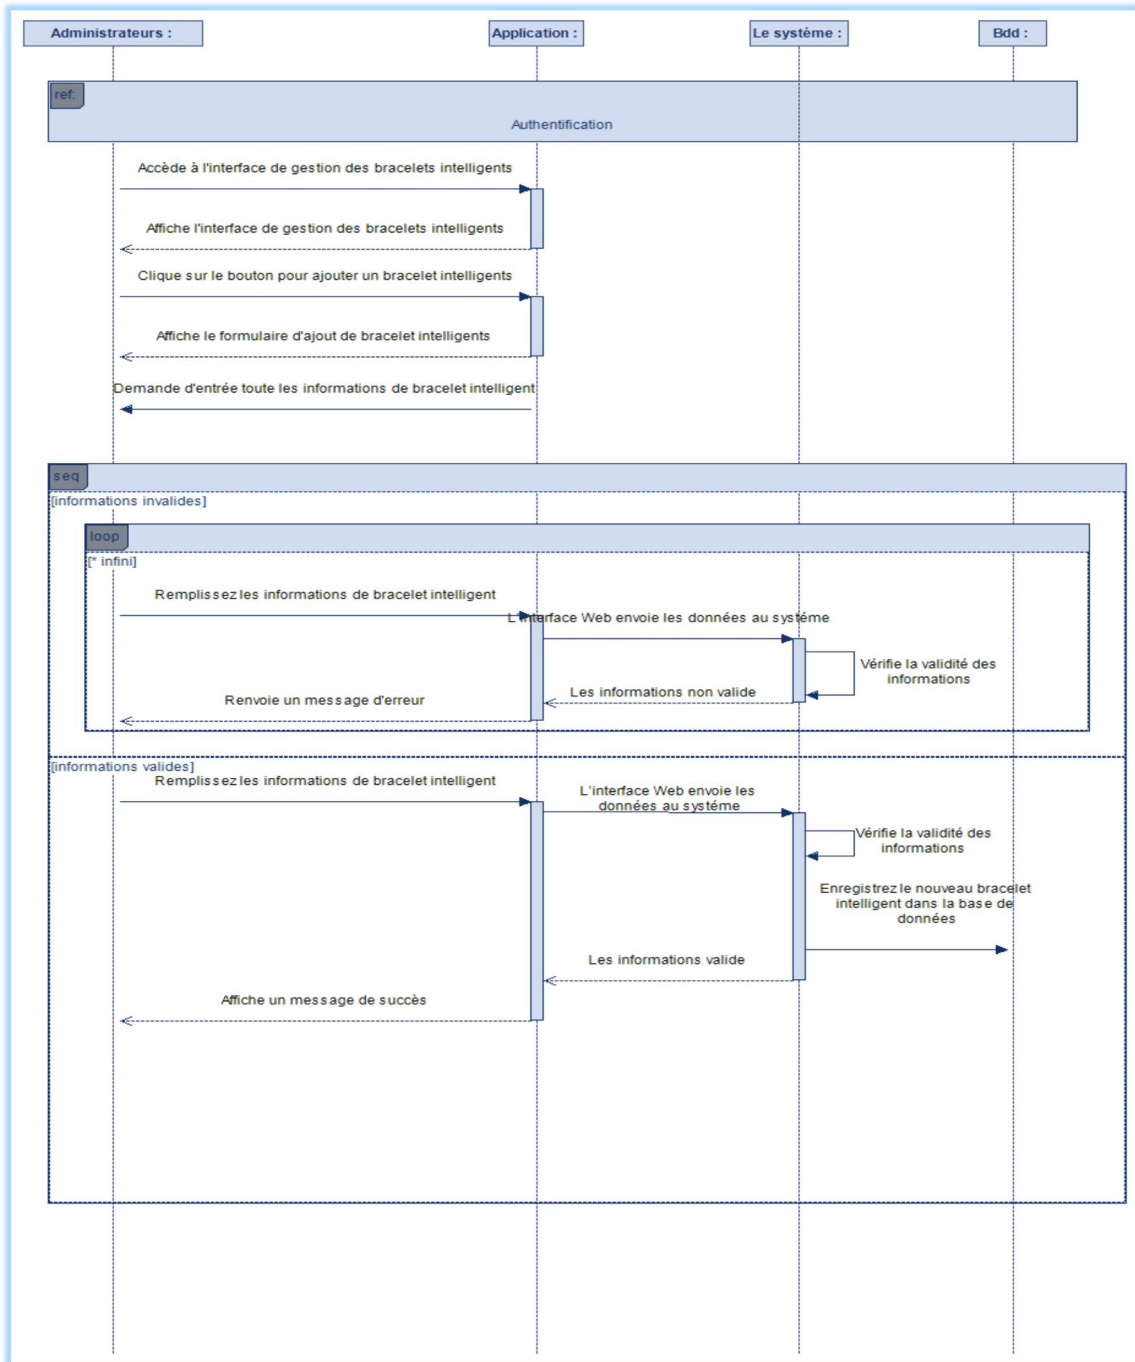 Administrateurs :
Application :
Le systéme :
Bdd :
ref:
Authentification
Accède à l'interface de gestion des bracelets intelligents
Affiche l'interface de gestion des bracelets intelligents
Clique sur le bouton pour ajouter un bracelet intelligents
Affiche le formulaire d'ajout de bracelet intelligents
Demande d'entrée toute les informations de bracelet intelligent
seq
[informations invalides]
loop
[* infini]
Remplissez les informations de bracelet intelligent
L'interface Web envoie les données au systéme
Vérifie la validité des
informations
Les informations non valide
Renvoie un message d'erreur
[informations valides]
Remplissez les informations de bracelet intelligent
L'interface Web envoie les
données au systéme
Vérifie la validité des
informations
Enregistrez le nouveau bracelet
intelligent dans la base de
données
Les informations valide
Affiche un message de succès